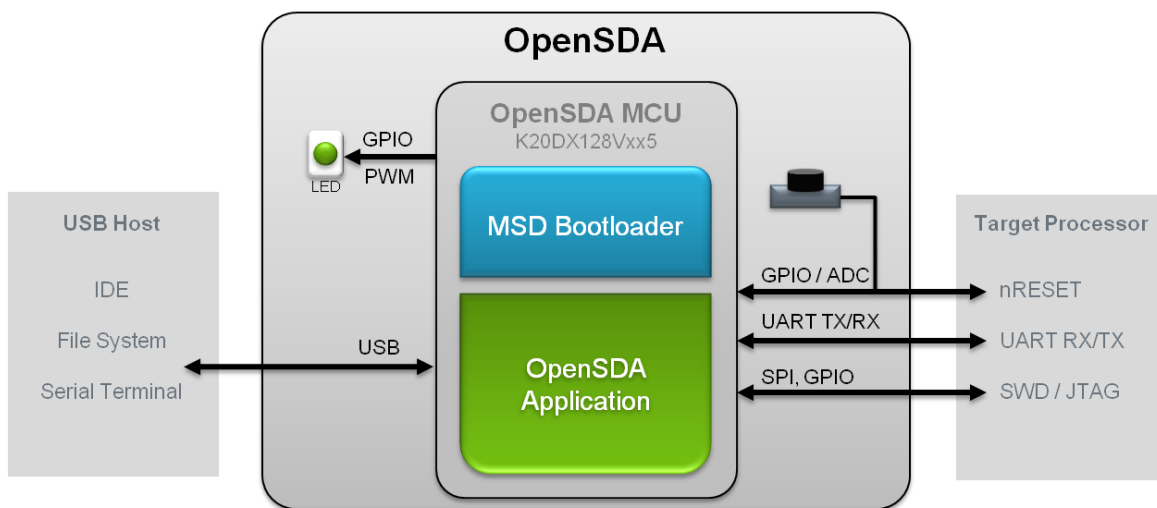 OpenSDA
OpenSDA MCU
K20DX128Vxx5
GPIO
PWM
LED
MSD Bootloader
USB Host
IDE
File System
Serial Terminal
USB
OpenSDA
Application
GPIO / ADC
UART TX/RX
SPI, GPIO
Target Processor
nRESET
UART RX/TX
SWD / JTAG